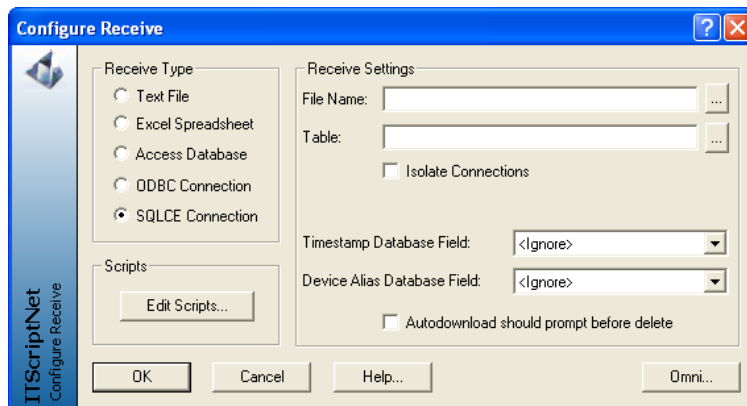 Configure Receive
Receive Type
Text File
Excel Spreadsheet
Access Database
ODBC Connection
SQLCE Connection
Scripts
Edit Scripts...
Receive Settings
File Name:
...
Table:
...
Isolate Connections
Timestamp Database Field:
<Ignore>
Device Alias Database Field:
<Ignore>
Autodownload should prompt before delete
ITScriptNet
Configure Receive
OK
Cancel
Help...
Omni...